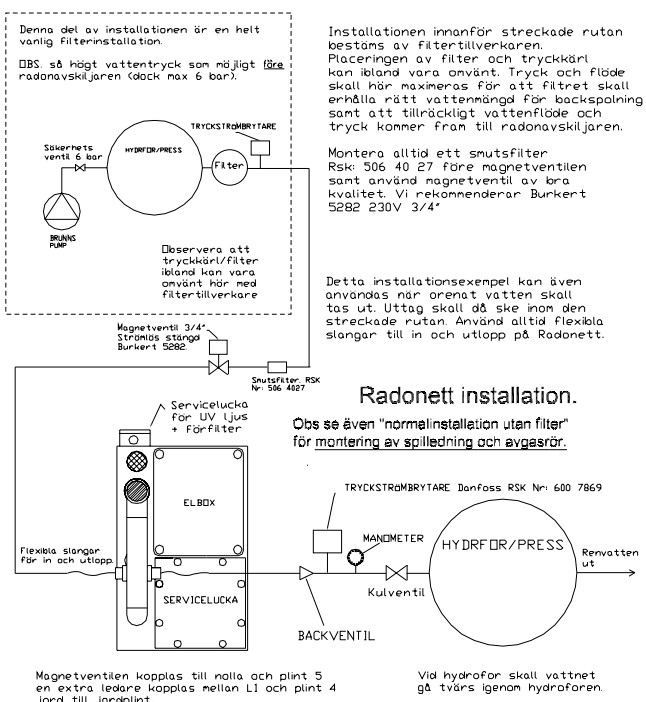 Denna del av installationen är en helt
vanlig filterinstallation.
OBS. så högt vattentryck som möjligt före
radonavskiljaren (dock max 6 bar).
Installationen innanför streckade rutan
bestäms av filtertillverkaren.
Placeringen av filter och tryckkärl
kan ibland vara omvänt. Tryck och flöde
skall här maximeras för att filtret skall
erhålla rätt vattenmängd för backspolning
samt att tillräckligt vattenflöde och
tryck kommer fram till radonavskiljaren.
Montera alltid ett smutsfilter
Rsk: 506 40 27 före magnetventilen
samt använd magnetventil av bra
kvalitet. Vi rekommenderar Burkert
5282 230V 3/4"
TRYCKSTRÖMBRYTARE
Säkerhets
ventil 6 bar
HYDRFOR/PRESS
Filter
BRUNNS
PUMP
Observera att
tryckkärl/filter
ibland kan vara
omvänt här med
filtertillverkare
Detta installationsexempel kan även
användas när orenat vatten skall
tas ut. Uttag skall då ske inom den
streckade rutan. Använd alltid flexibla
slangar till in och utlopp på Radonett.
Magnetventil 3/4"
Strömlös stängd
Burkert 5282.
Smutsfilter. RSK
Nr: 506 4027
Radonett installation.
Obs se även "normalinstallation utan filter"
för montering av spilledning och avgasrör.
Servicelucka
för UV ljus
+ förfilter
ELBOX
TRYCKSTRÖMBRYTARE Danfoss RSK Nr: 600 7869
MANOMETER
HYDRFOR/PRESS
Renvatten
ut
Flexibla slangar
för in och utlopp.
Kulventil
SERVICELUCKA
BACKVENTIL
Magnetventilen kopplas till nolla och plint 5
en extra ledare kopplas mellan L1 och plint 4
jord till jordplint
Vid hydrofor skall vattnet
gå tvärs igenom hydroforen.